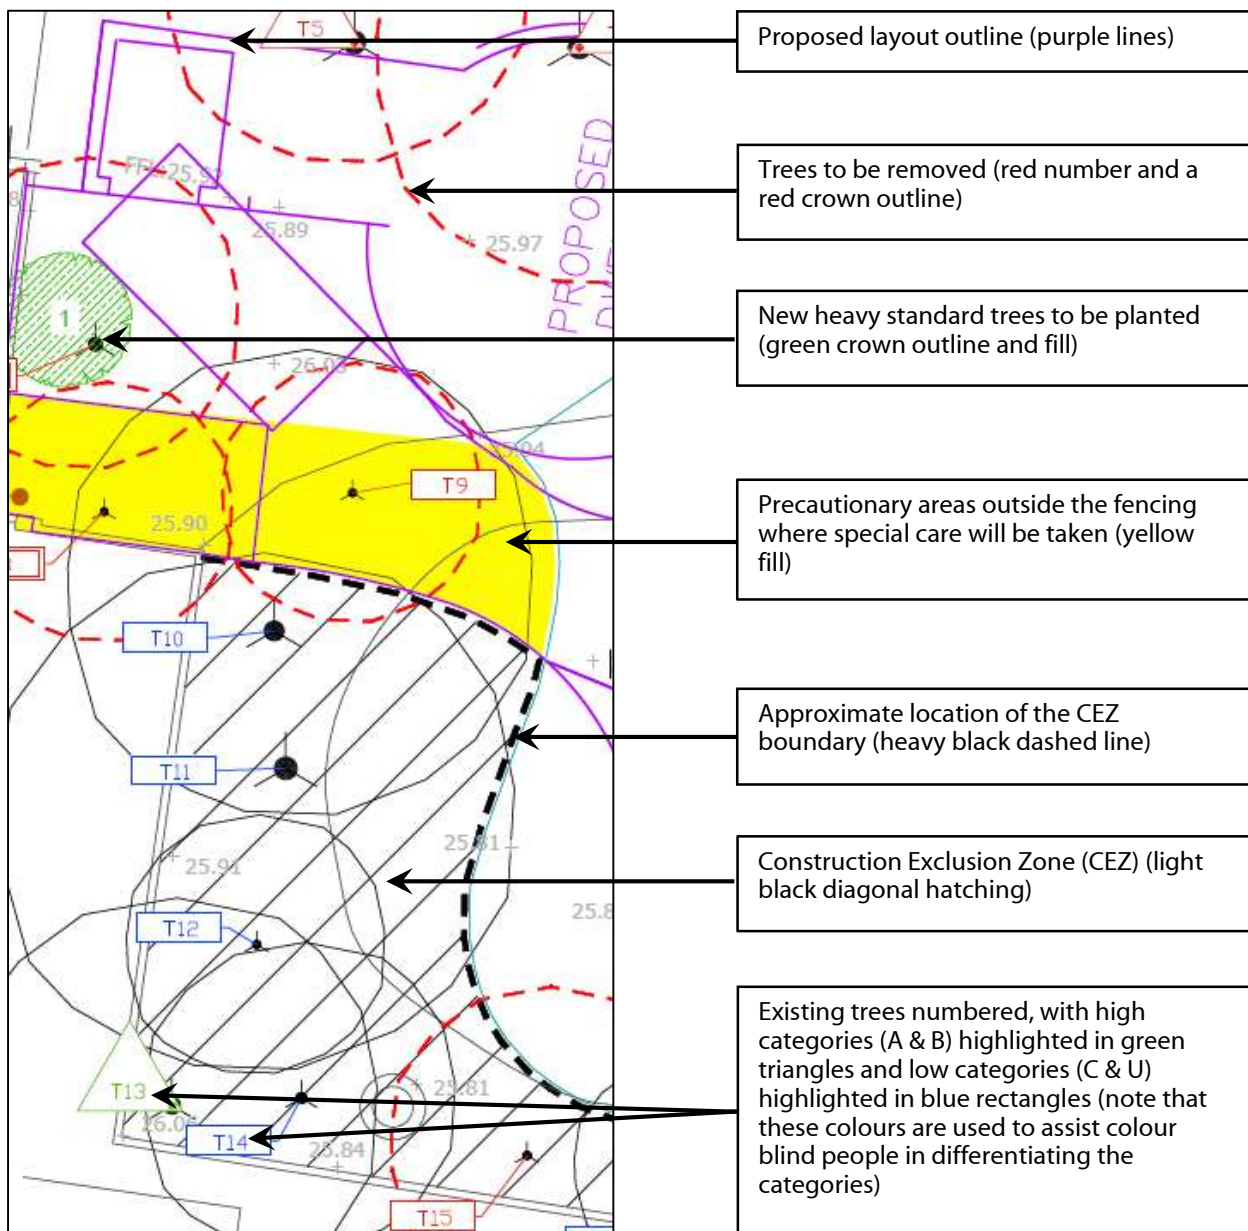 T5
Proposed layout outline (purple lines)
Trees to be removed (red number and a
red crown outline)
PROPOSED
25.89
25.97
New heavy standard trees to be planted
(green crown outline and fill)
1
T9
25.90
Precautionary areas outside the fencing
where special care will be taken (yellow
fill)
T10
Approximate location of the CEZ
boundary (heavy black dashed line)
T11
25.81
25.91
Construction Exclusion Zone (CEZ) (light
black diagonal hatching)
T12
Existing trees numbered, with high
categories (A & B) highlighted in green
triangles and low categories (C & U)
highlighted in blue rectangles (note that
these colours are used to assist colour
blind people in differentiating the
categories)
T13
25.81
T14
25.84
T15